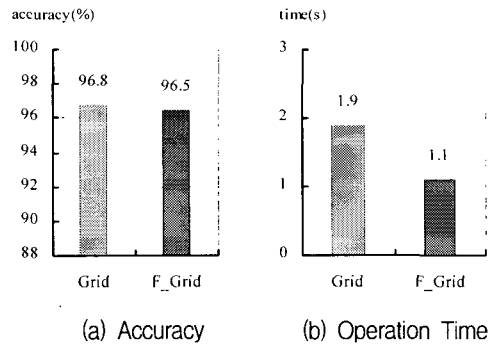 accuracy(%)
100
98
96
94
92
90
88
96.8
96.5
Grid
F_Grid
(a) Accuracy
time(s)
3
2
1
0
1.9
1.1
Grid
F_Grid
(b) Operation Time